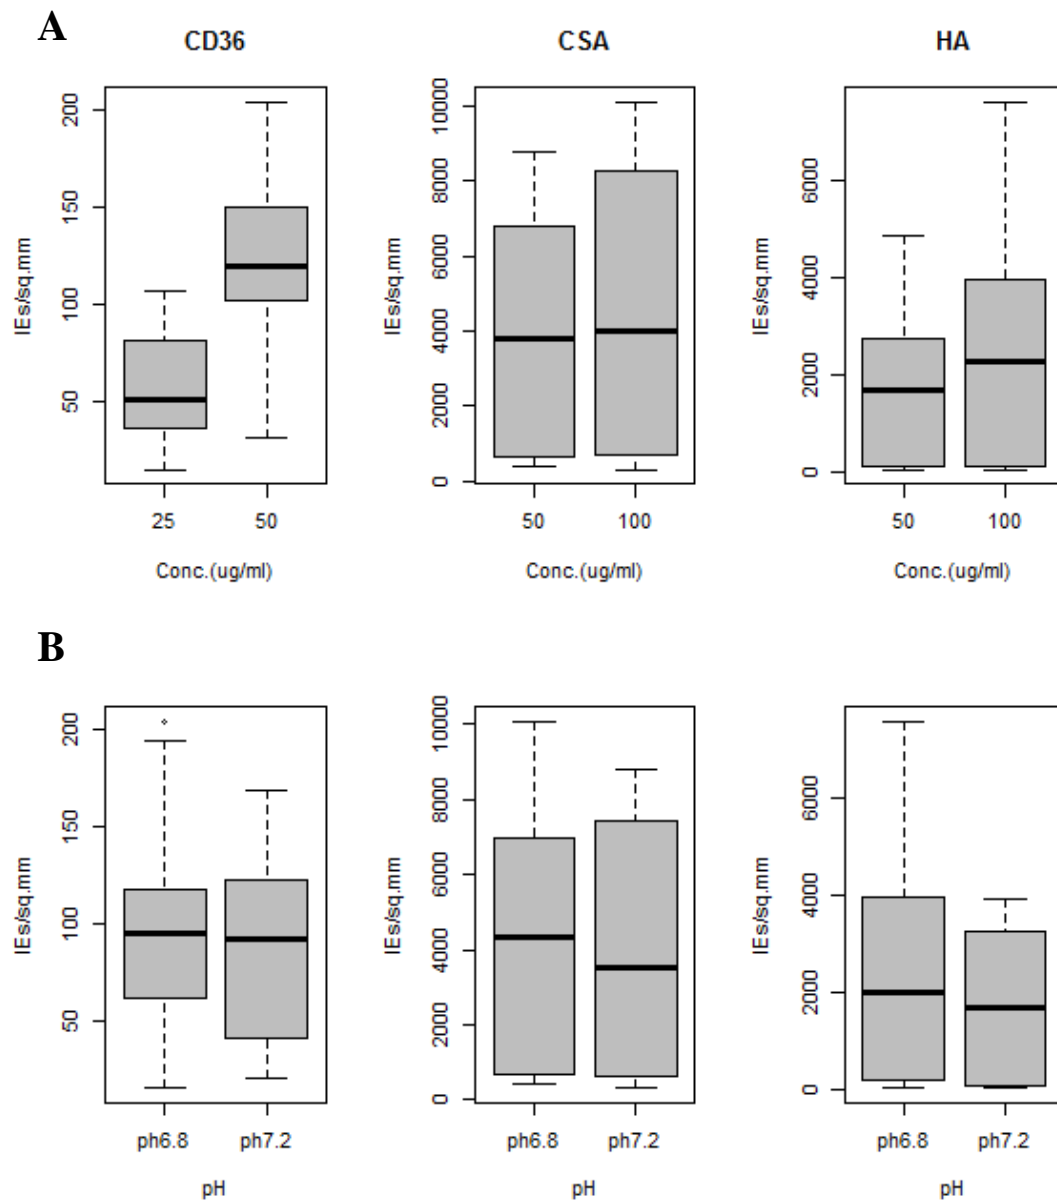 A
CD36 CSA HA
IEs/sq.mm 50 100 150 200
25 50
Conc.(ug/ml)
IEs/sq.mm 0 2000 4000 6000 8000 10000
50 100
Conc.(ug/ml)
IEs/sq.mm 0 2000 4000 6000
50 100
Conc.(ug/ml)
B
IEs/sq.mm 50 100 150 200
ph6.8 ph7.2
pH
IEs/sq.mm 0 2000 4000 6000 8000 10000
ph6.8 ph7.2
pH
IEs/sq.mm 0 2000 4000 6000
ph6.8 ph7.2
pH